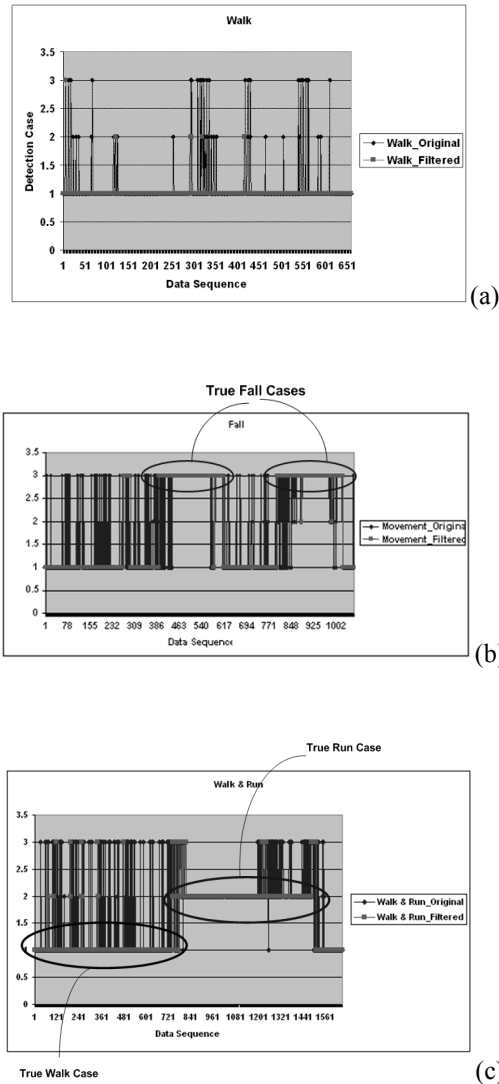 Walk
3.5
3
2.5
2
1.5
1
0.5
0
Detection Case
1 51 101 151 201 251 301 351 401 451 501 551 601 651
Data Sequence
Walk_Original
Walk_Filtered
(a)
True Fall Cases
Fall
3.5
3
2.5
2
1.5
1
0.5
0
1 78 155 232 309 386 463 540 617 694 771 848 925 1002
Data Sequence
Movement_Origina
Movement_Filtered
(b)
True Run Case
Walk & Run
3.5
3
2.5
2
1.5
1
0.5
0
1 121 241 361 481 601 721 841 961 1081 1201 1321 1441 1561
Data Sequence
Walk & Run_Original
Walk & Run_Filtered
True Walk Case
(c)